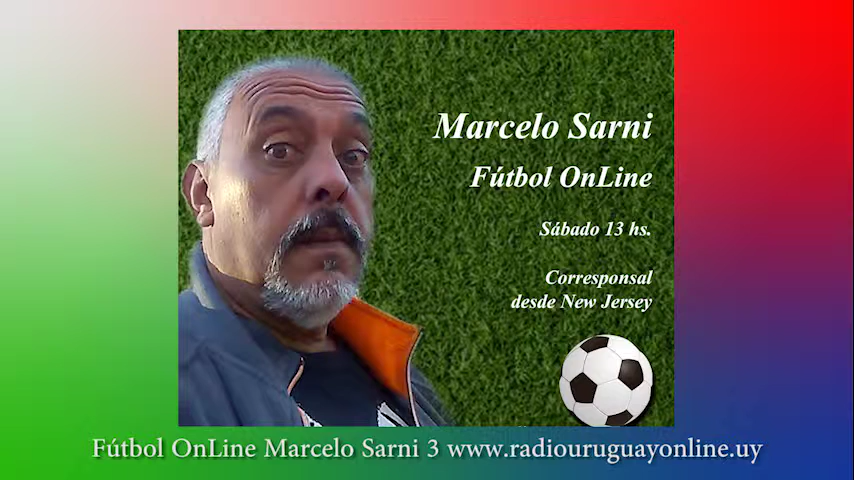 Marcelo Sarni
Fútbol OnLine
Sábado 13 hs.
Corresponsal
desde New Jersey
Fútbol OnLine Marcelo Sarni 3 www.radiouruguayonline.uy